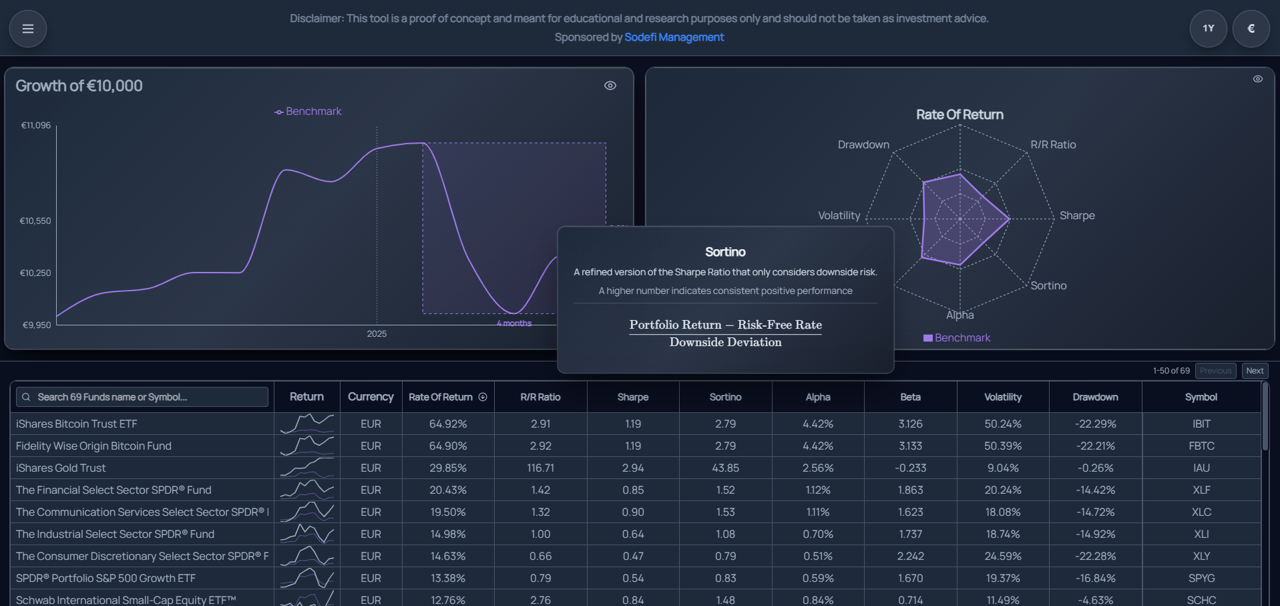 Disclaimer: This tool is a proof of concept and meant for educational and research purposes only and should not be taken as investment advice.
Sponsored by Sodefi Management
1Y
€
Growth of €10,000
Benchmark
€11,096
€10,550
€10,250
€9,950
4 months
2025
Rate Of Return
Drawdown
R/R Ratio
Volatility
Sharpe
Sortino
Alpha
Benchmark
Sortino
A refined version of the Sharpe Ratio that only considers downside risk.
A higher number indicates consistent positive performance
Portfolio Return – Risk-Free Rate
Downside Deviation
1-50 of 69 Previous Next
Search 69 Funds name or Symbol... Return Currency Rate Of Return R/R Ratio Sharpe Sortino Alpha Beta Volatility Drawdown Symbol
iShares Bitcoin Trust ETF EUR 64.92% 2.91 1.19 2.79 4.42% 3.126 50.24% -22.29% IBIT
Fidelity Wise Origin Bitcoin Fund EUR 64.90% 2.92 1.19 2.79 4.42% 3.133 50.39% -22.21% FBTC
iShares Gold Trust EUR 29.85% 116.71 2.94 43.85 2.56% -0.233 9.04% -0.26% IAU
The Financial Select Sector SPDR® Fund EUR 20.43% 1.42 0.85 1.52 1.12% 1.863 20.24% -14.42% XLF
The Communication Services Select Sector SPDR® EUR 19.50% 1.32 0.90 1.53 1.11% 1.623 18.08% -14.72% XLC
The Industrial Select Sector SPDR® Fund EUR 14.98% 1.00 0.64 1.08 0.70% 1.737 18.74% -14.92% XLI
The Consumer Discretionary Select Sector SPDR® F EUR 14.63% 0.66 0.47 0.79 0.51% 2.242 24.59% -22.28% XLY
SPDR® Portfolio S&P 500 Growth ETF EUR 13.38% 0.79 0.54 0.83 0.59% 1.670 19.37% -16.84% SPYG
Schwab International Small-Cap Equity ETF™ EUR 12.76% 2.76 0.84 1.48 0.84% 0.714 11.49% -4.63% SCHC